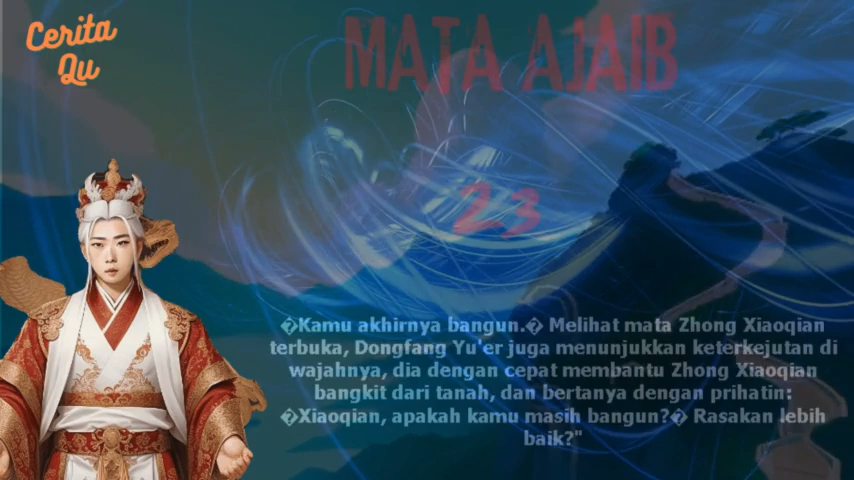 Cerita
Qu
MATA AJAIB
23
�Kamu akhirnya bangun.� Melihat mata Zhong Xiaoqian
terbuka, Dongfang Yu'er juga menunjukkan keterkejutan di
wajahnya, dia dengan cepat membantu Zhong Xiaoqian
bangkit dari tanah, dan bertanya dengan prihatin:
�Xiaoqian, apakah kamu masih bangun?� Rasakan lebih
baik?"